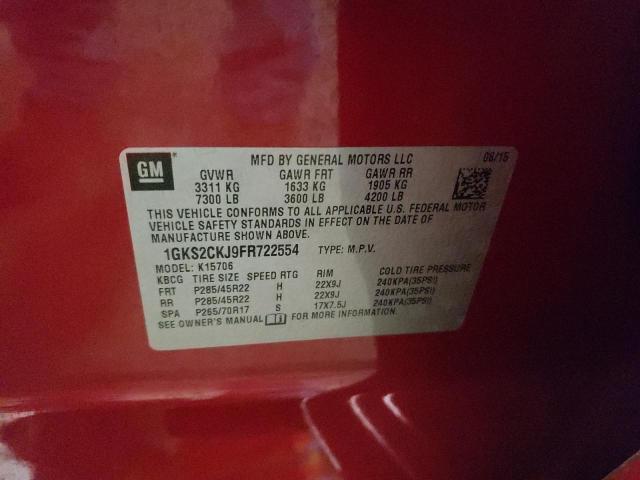 GM
MFD BY GENERAL MOTORS LLC 08/15
GVWR GAWR FRT GAWR RR
3311 KG 1633 KG 1905 KG
7300 LB 3600 LB 4200 LB
THIS VEHICLE CONFORMS TO ALL APPLICABLE U.S. FEDERAL MOTOR
VEHICLE SAFETY STANDARDS IN EFFECT ON THE DATE OF
MANUFACTURE SHOWN ABOVE.
1GKS2CKJ9FR722554 TYPE: M.P.V.
MODEL: K15706
KBCG TIRE SIZE SPEED RTG RIM COLD TIRE PRESSURE
FRT P285/45R22 H 22X9J 240KPA(35PSI)
RR P285/45R22 H 22X9J 240KPA(35PSI)
SPA P265/70R17 S 17X7.5J 240KPA(35PSI)
SEE OWNER'S MANUAL FOR MORE INFORMATION.